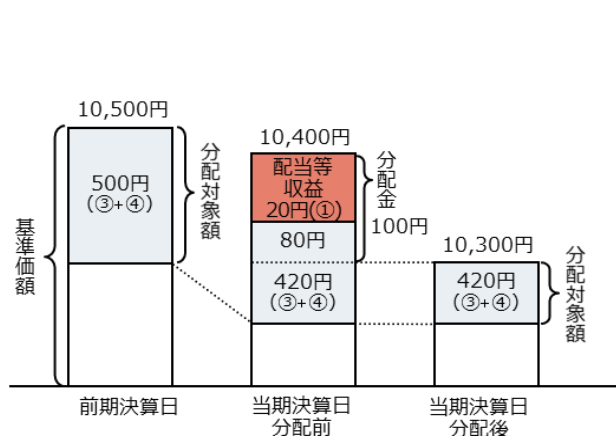 10,500円
500円
(③+④)
分配対象額
基準価額
前期決算日
10,400円
配当等
収益
20円(①)
80円
420円
(③+④)
分配金
100円
当期決算日
分配前
10,300円
420円
(③+④)
分配対象額
当期決算日
分配後